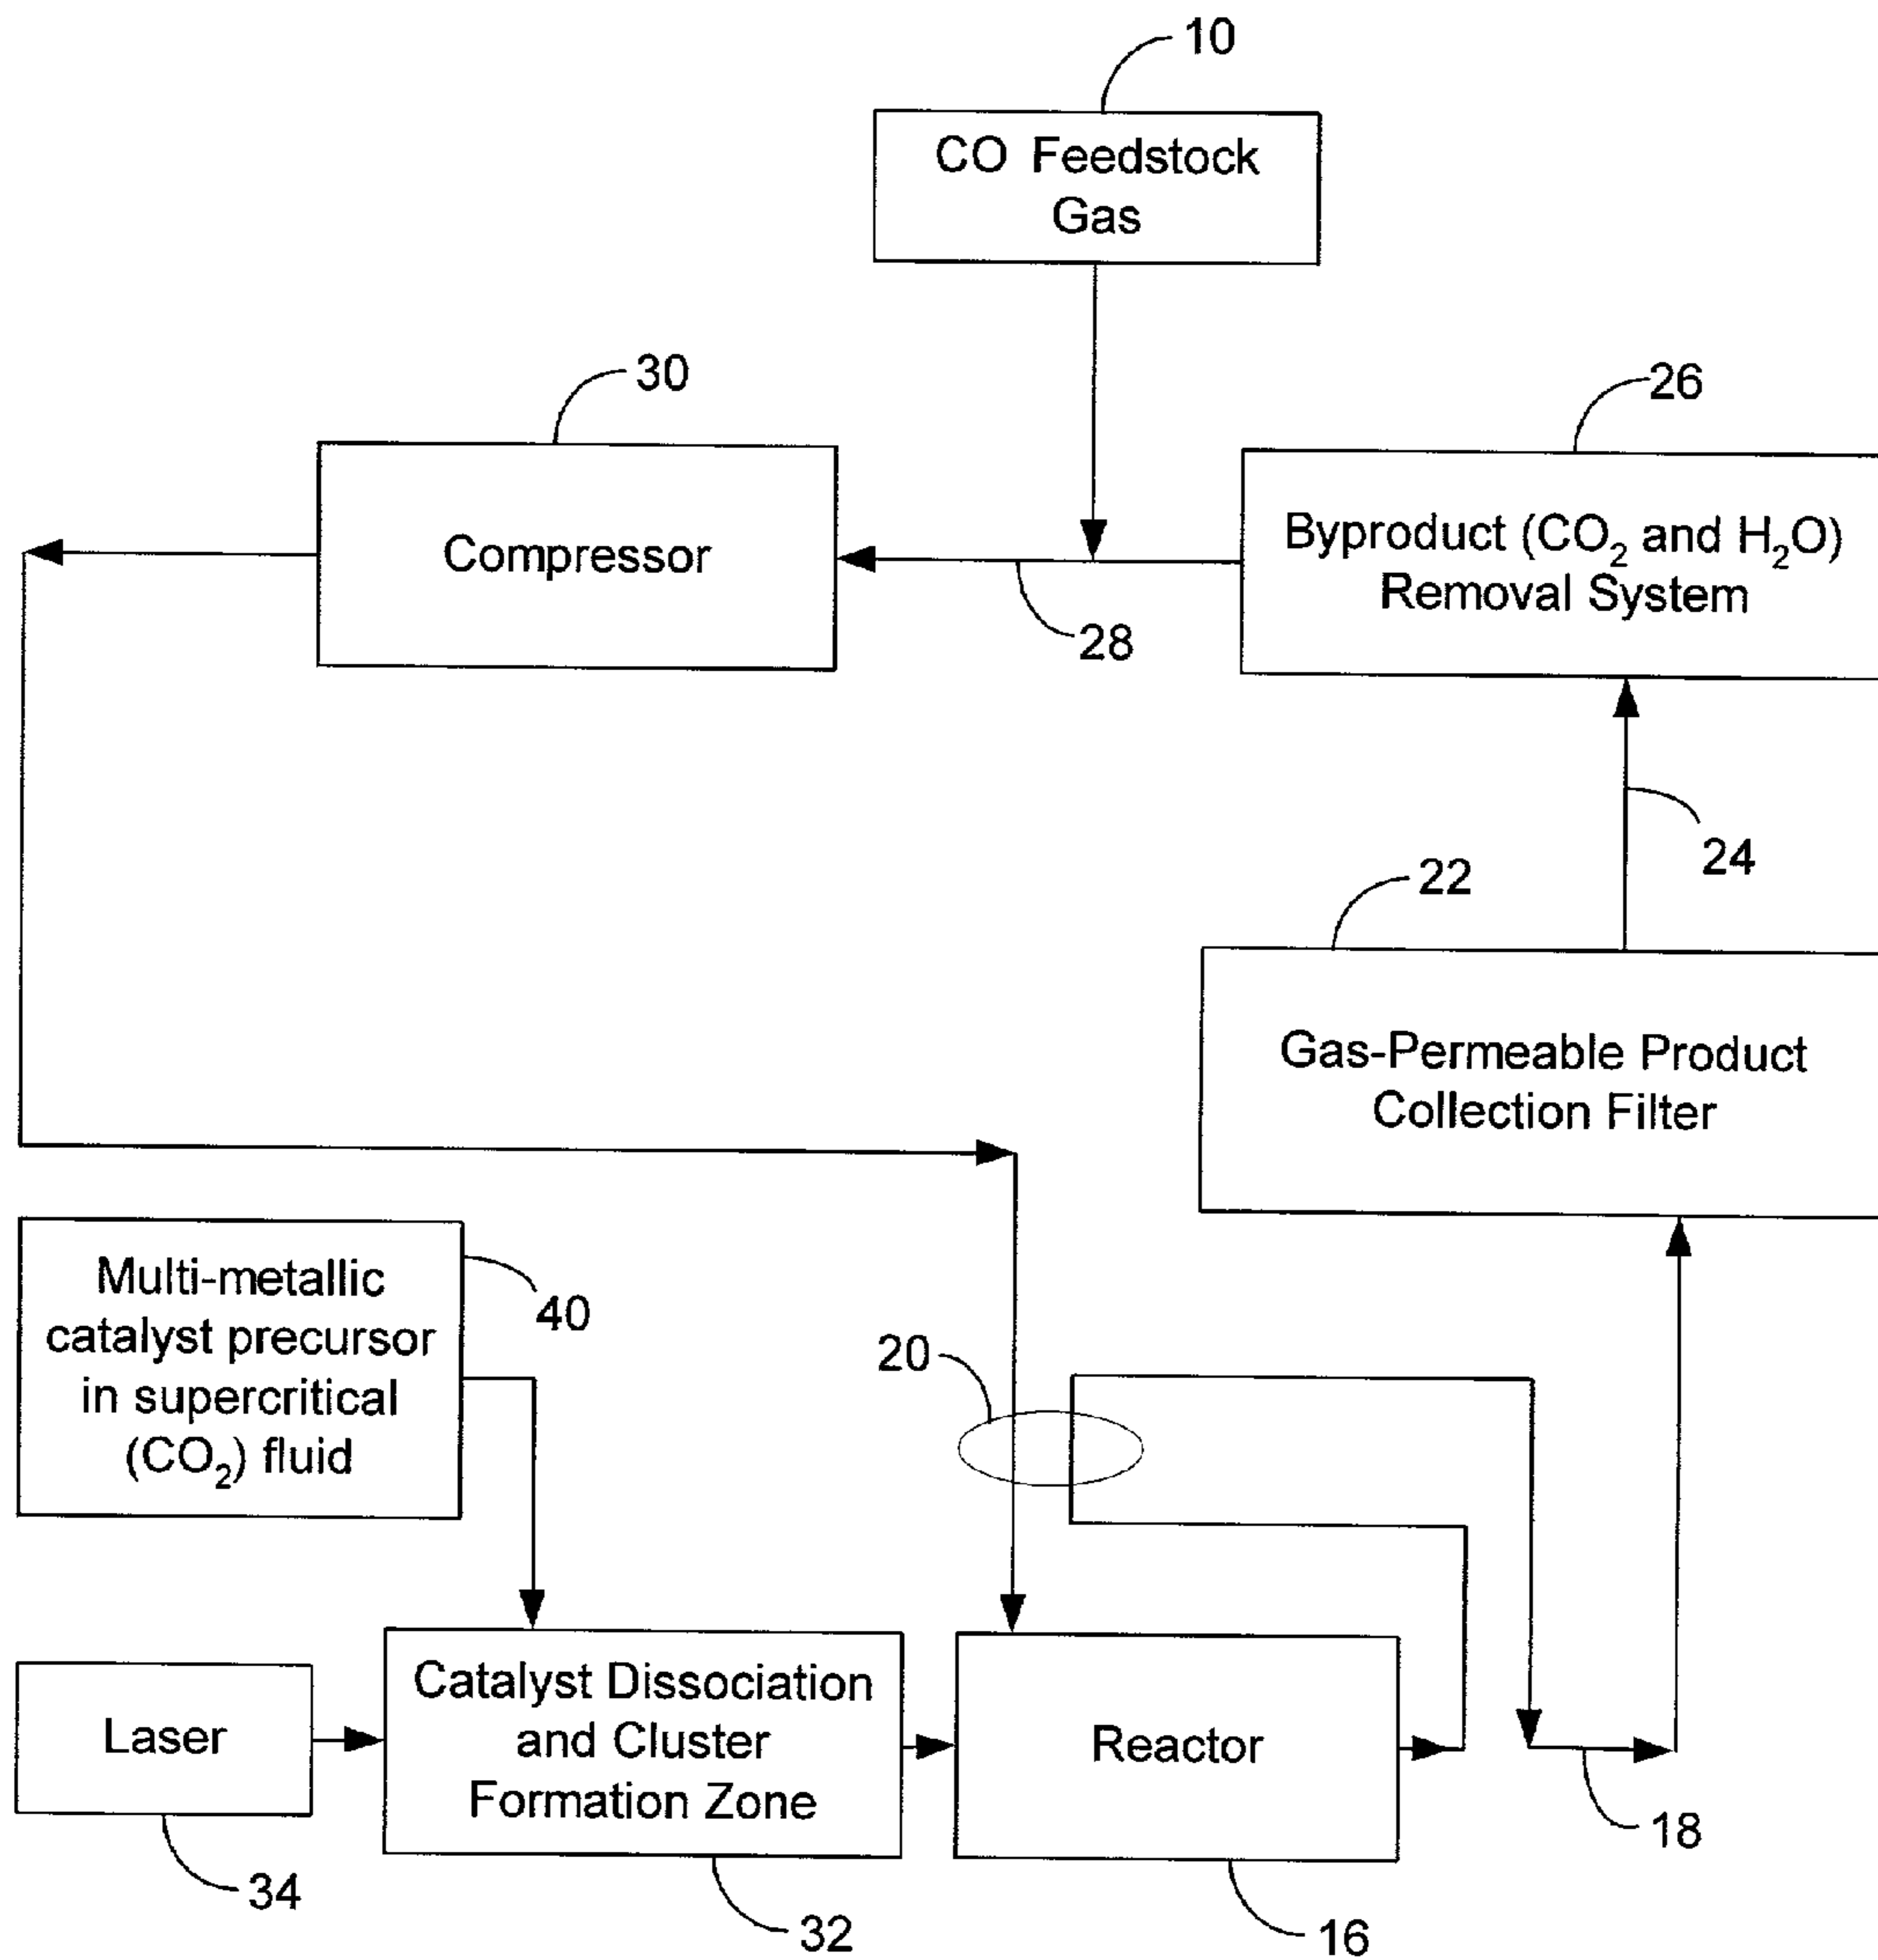 10
CO Feedstock
Gas
30
26
Compressor
Byproduct (CO₂ and H₂O)
Removal System
28
24
22
Gas-Permeable Product
Collection Filter
Multi-metallic
catalyst precursor
in supercritical
(CO₂) fluid
40
20
Laser
Catalyst Dissociation
and Cluster
Formation Zone
Reactor
18
34
32
16